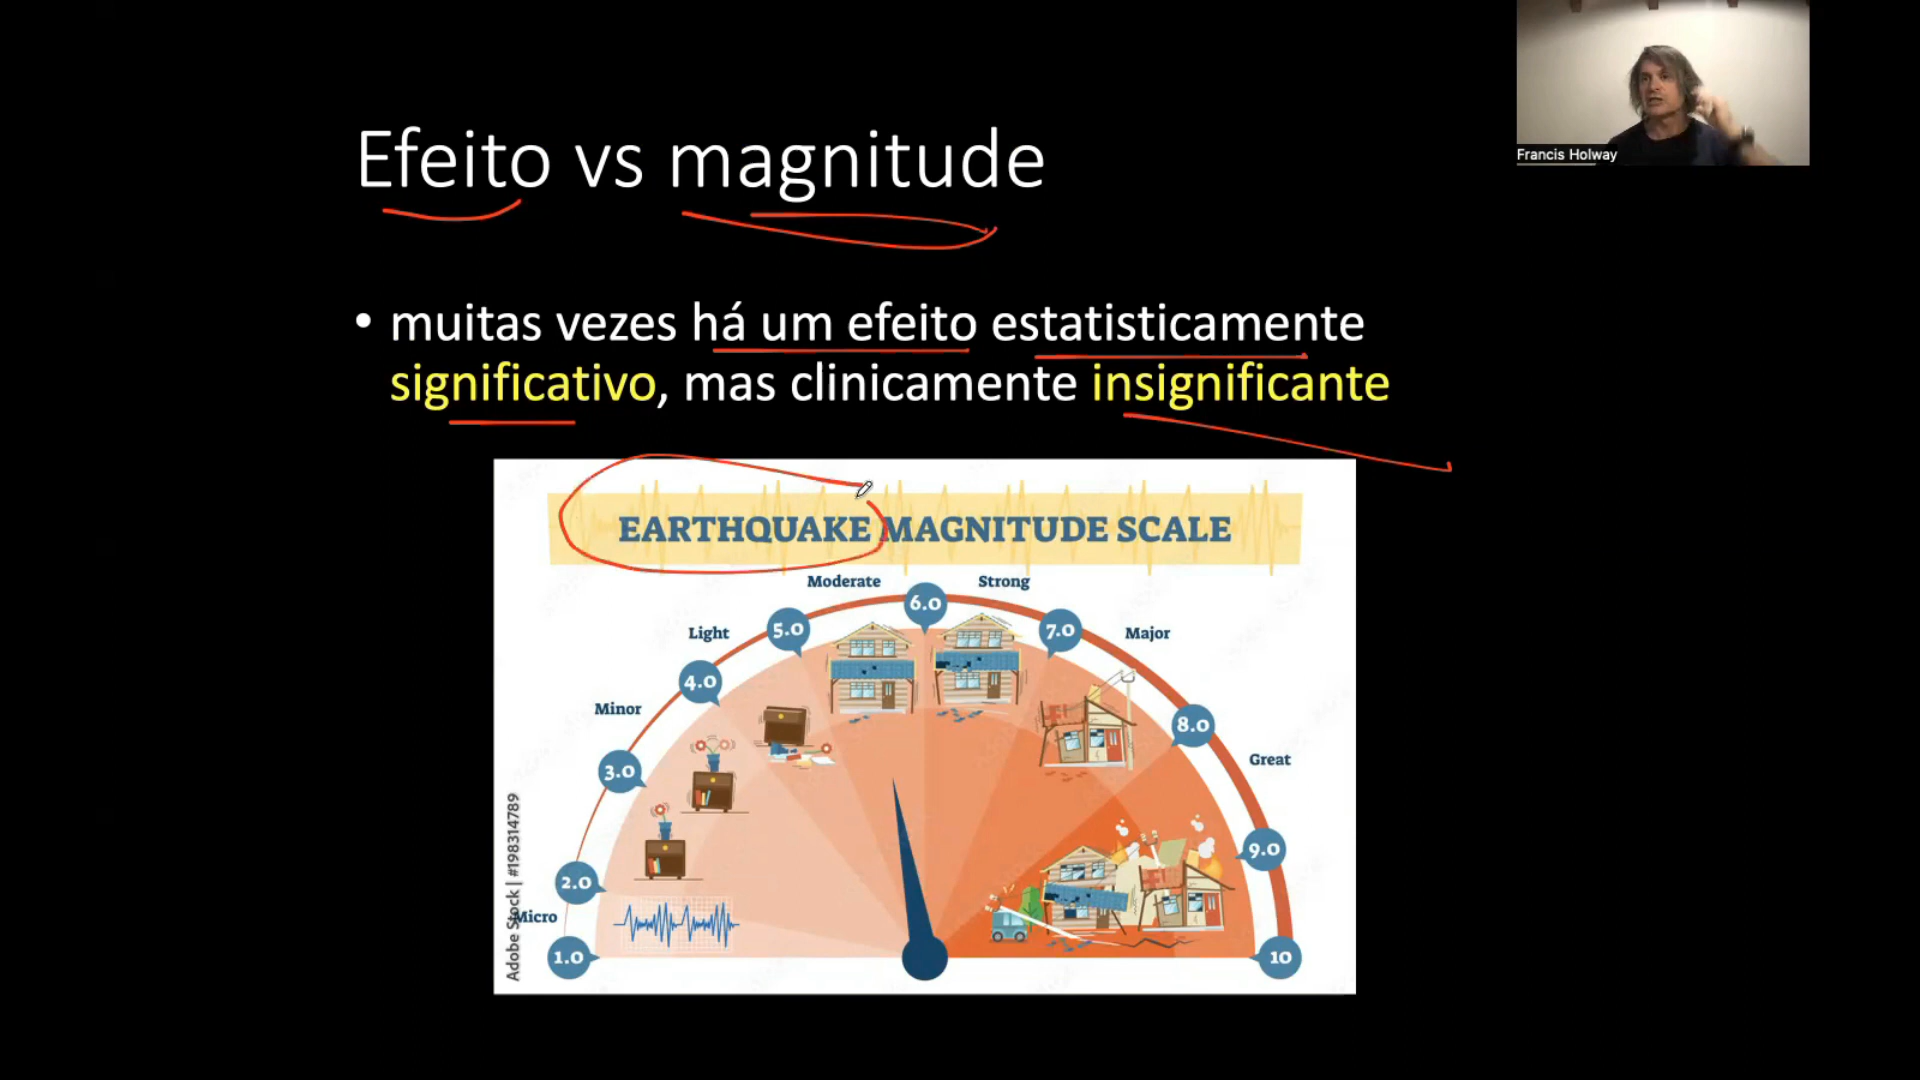 Francis Holway
Efeito vs magnitude
• muitas vezes há um efeito estatisticamente
significativo, mas clinicamente insignificante
EARTHQUAKE MAGNITUDE SCALE
Moderate
Strong
6.0
5.0
7.0
Light
Major
4.0
Minor
8.0
Great
3.0
9.0
2.0
Micro
1.0
10
Adobe Stock | #198314789